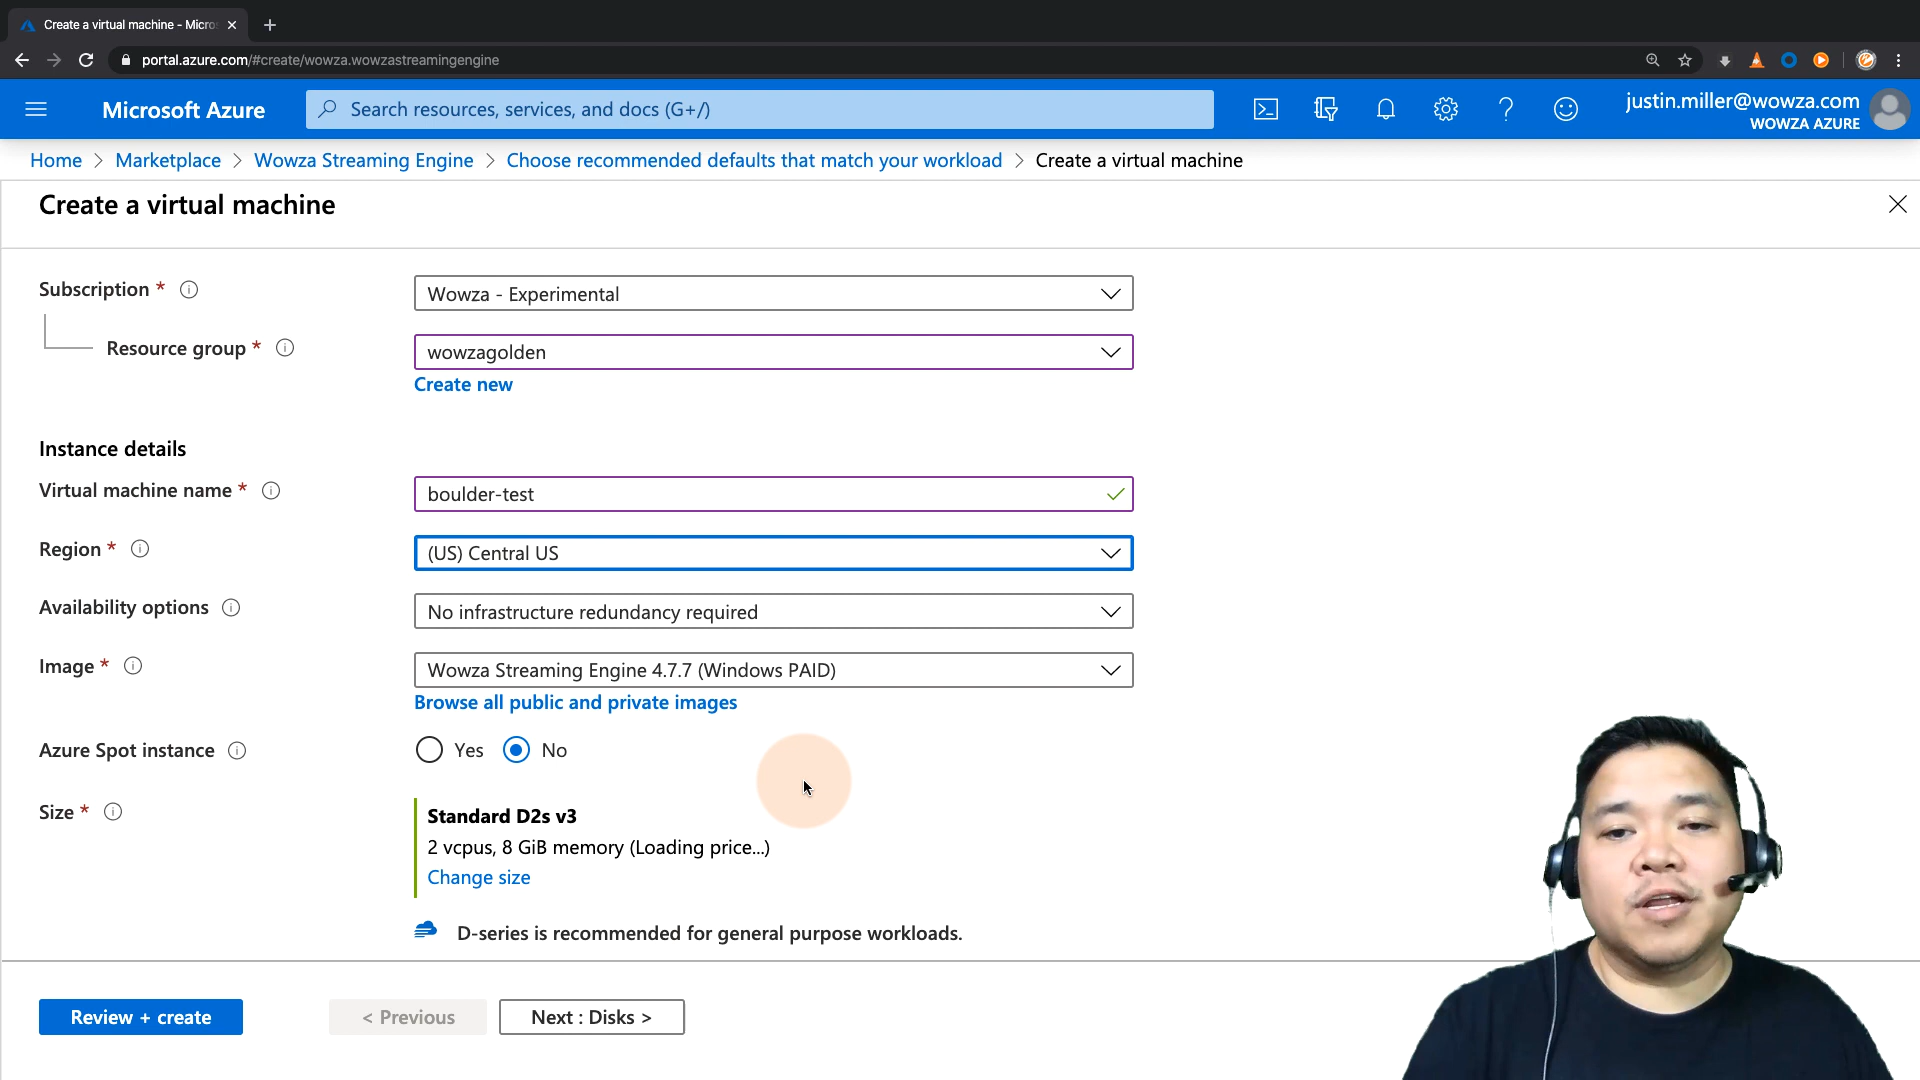 Create a virtual machine - Micro
portal.azure.com/#create/wowza.wowzastreamingengine
Microsoft Azure
Search resources, services, and docs (G+/)
justin.miller@wowza.com
WOWZA AZURE
Home > Marketplace > Wowza Streaming Engine > Choose recommended defaults that match your workload > Create a virtual machine
Create a virtual machine
Subscription *
Wowza - Experimental
Resource group *
wowzagolden
Create new
Instance details
Virtual machine name *
boulder-test
Region *
(US) Central US
Availability options
No infrastructure redundancy required
Image *
Wowza Streaming Engine 4.7.7 (Windows PAID)
Browse all public and private images
Azure Spot instance
Yes No
Size *
Standard D2s v3
2 vcpus, 8 GiB memory (Loading price...)
Change size
D-series is recommended for general purpose workloads.
Review + create
< Previous
Next : Disks >